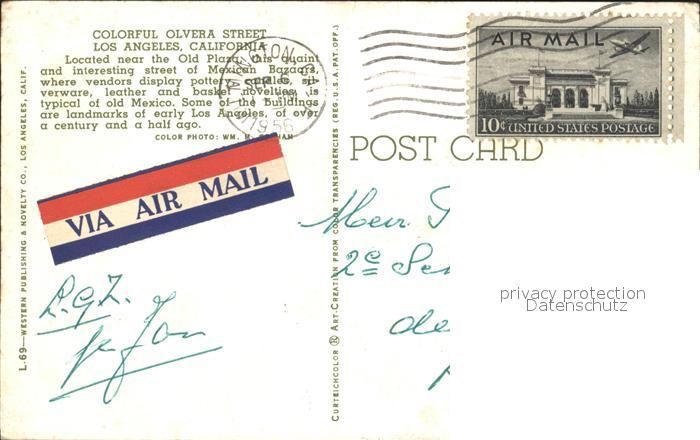 COLORFUL OLVERA STREET
LOS ANGELES, CALIFORNIA
Located near the Old Plaza, this quaint
and interesting street of Mexican Bazaars,
where vendors display pottery, candles, sil-
verware, leather and basket novelties, is
typical of old Mexico. Some of the buildings
are landmarks of early Los Angeles, of over
a century and a half ago.
COLOR PHOTO: WM.
VIA AIR MAIL
L-69—WESTERN PUBLISHING & NOVELTY CO., LOS ANGELES, CALIF.
CURTEICHCOLOR ® ART-CREATION FROM COLOR TRANSPARENCIES (REG. U.S.A. PAT. OFF.)
1956
AIR MAIL
10¢ UNITED STATES POSTAGE
POST CARD
2e
de
privacy protection
Datenschutz